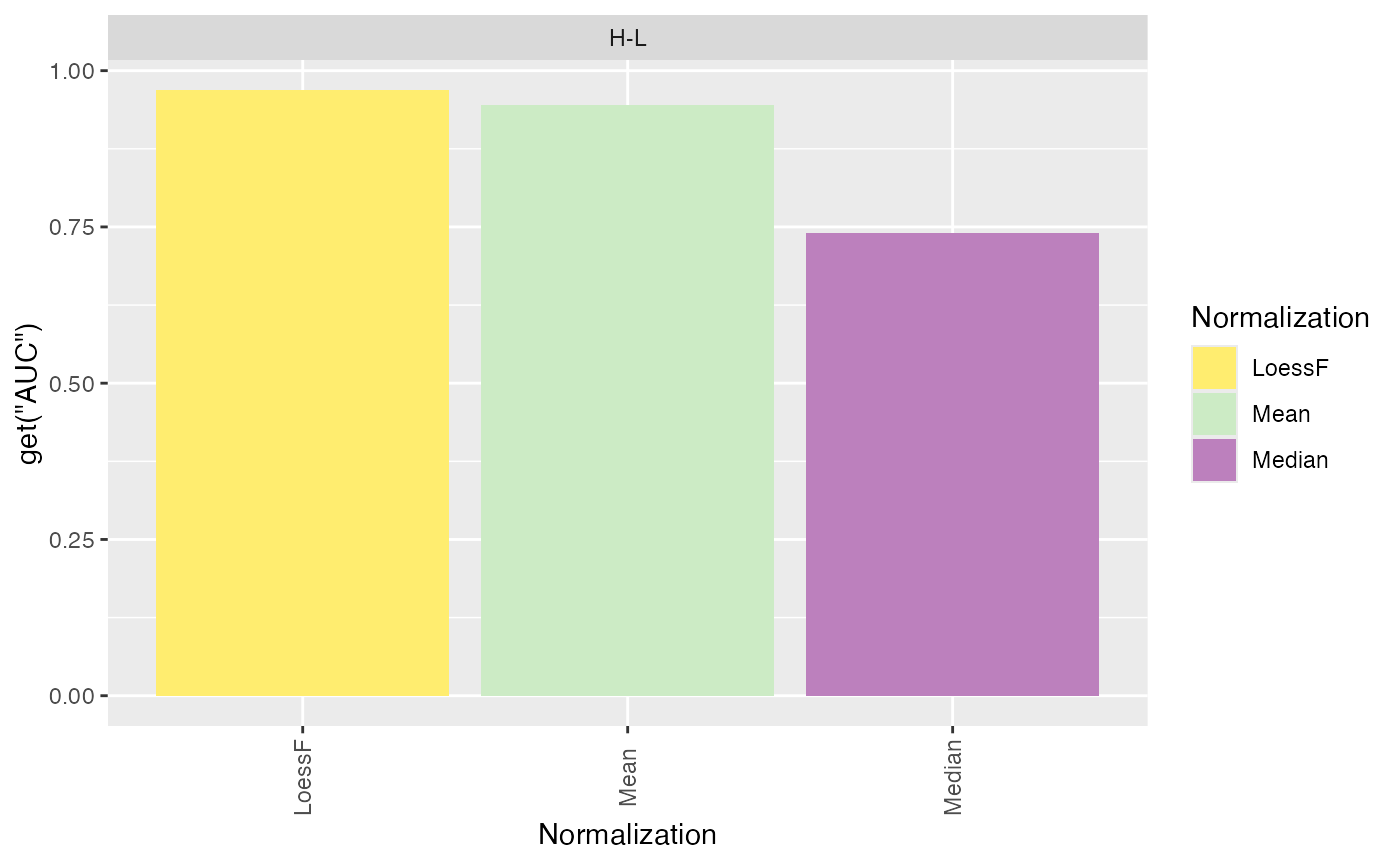 H-L
1.00
0.75
0.50
0.25
0.00
get("AUC")
LoessF
Mean
Median
Normalization
Normalization
LoessF
Mean
Median